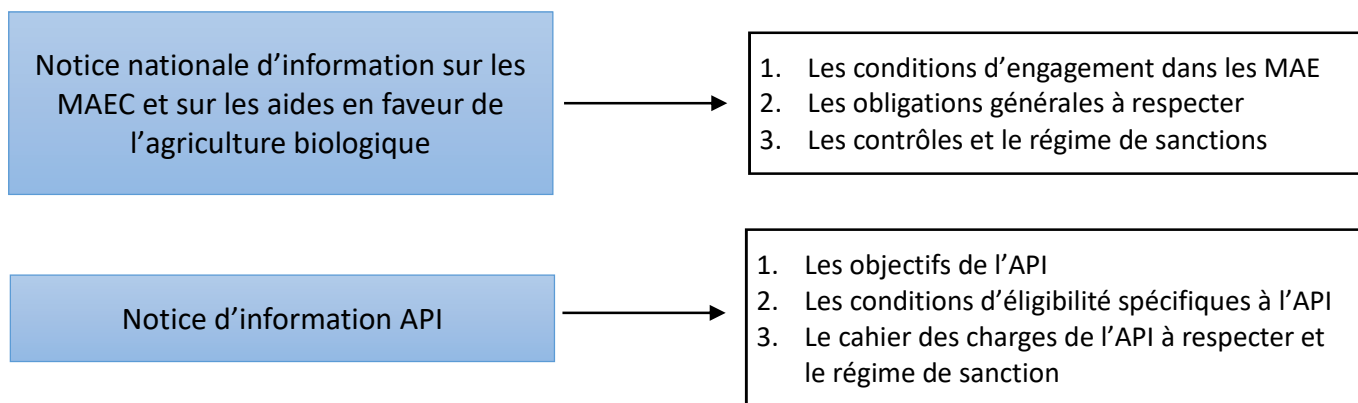 Notice nationale d’information sur les
MAEC et sur les aides en faveur de
l’agriculture biologique
1. Les conditions d’engagement dans les MAE
2. Les obligations générales à respecter
3. Les contrôles et le régime de sanctions
Notice d’information API
1. Les objectifs de l’API
2. Les conditions d’éligibilité spécifiques à l’API
3. Le cahier des charges de l’API à respecter et
le régime de sanction